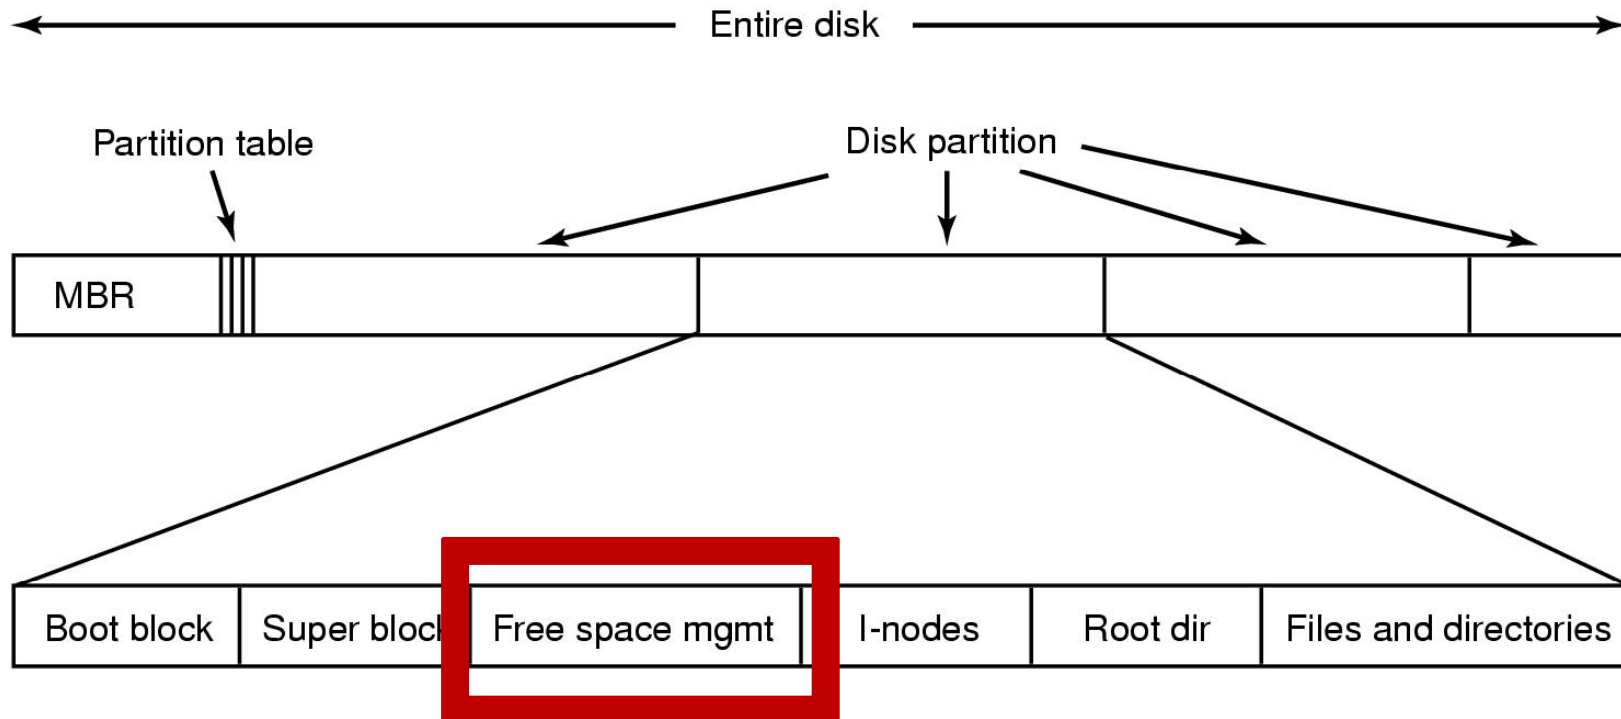 Entire disk
Partition table
Disk partition
MBR
Boot block
Super block
Free space mgmt
I-nodes
Root dir
Files and directories